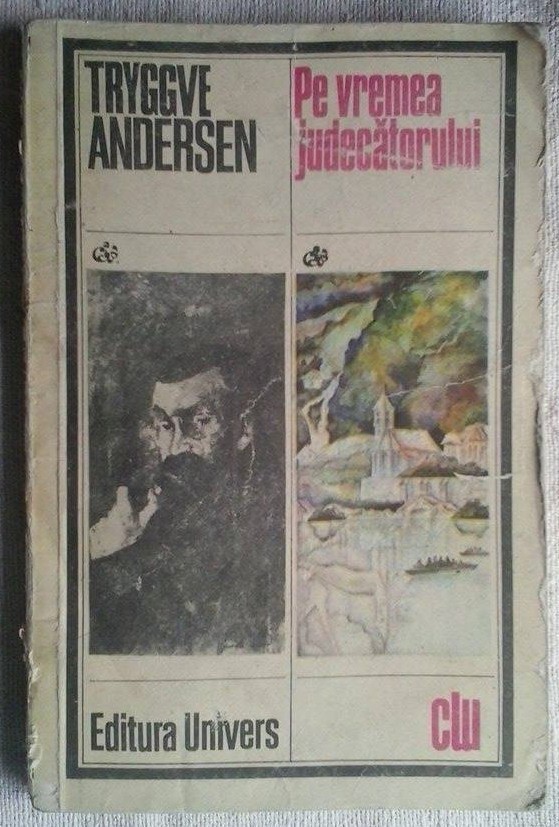 TRYGGVE
ANDERSEN
Pe vremea
judecătorului
Editura Univers
clu